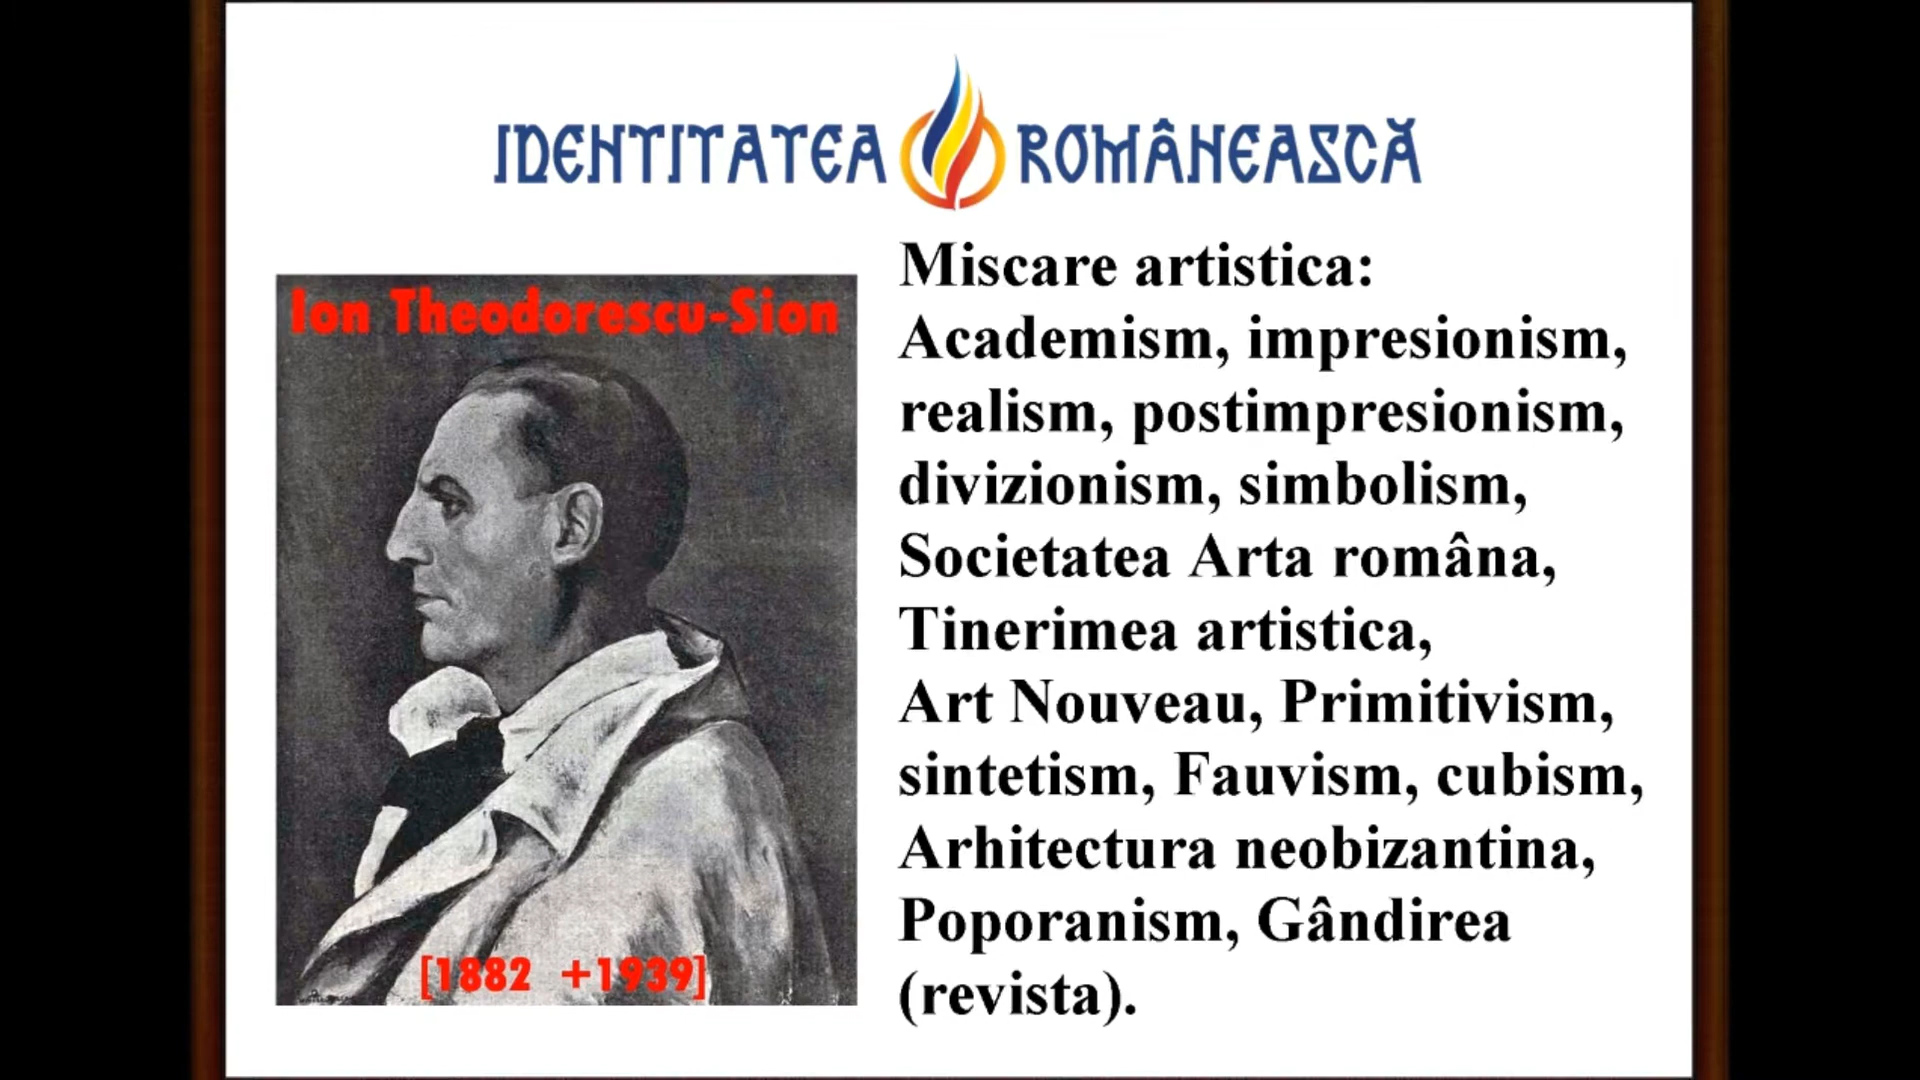 IDENTITATEA ROMÂNEASCĂ
Ion Theodorescu-Sion
[1882 +1939]
Miscare artistica:
Academism, impresionism,
realism, postimpresionism,
divizionism, simbolism,
Societatea Arta româna,
Tinerimea artistica,
Art Nouveau, Primitivism,
sintetism, Fauvism, cubism,
Arhitectura neobizantina,
Poporanism, Gândirea
(revista).